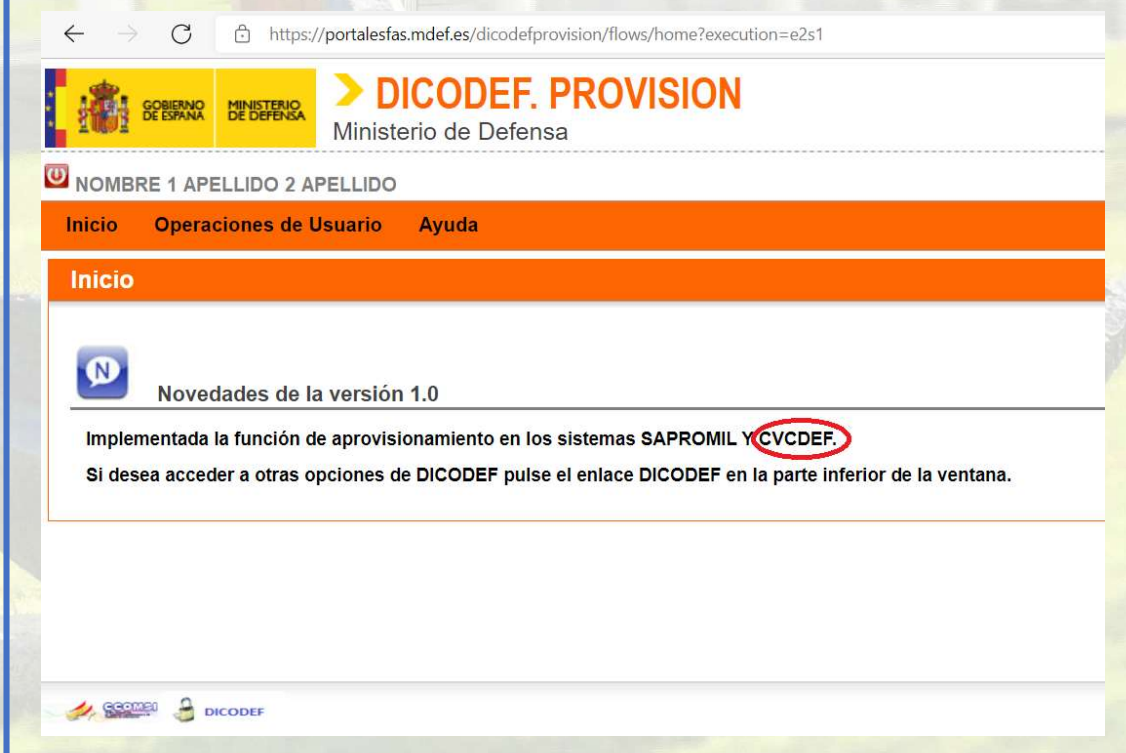 https://portalesfas.mdef.es/dicodefprovision/flows/home?execution=e2s1
GOBIERNO DE ESPAÑA
MINISTERIO DE DEFENSA
DICODEF. PROVISION
Ministerio de Defensa
NOMBRE 1 APELLIDO 2 APELLIDO
Inicio Operaciones de Usuario Ayuda
Inicio
N
Novedades de la versión 1.0
Implementada la función de aprovisionamiento en los sistemas SAPROMIL Y CVCDEF.
Si desea acceder a otras opciones de DICODEF pulse el enlace DICODEF en la parte inferior de la ventana.
DICODEF